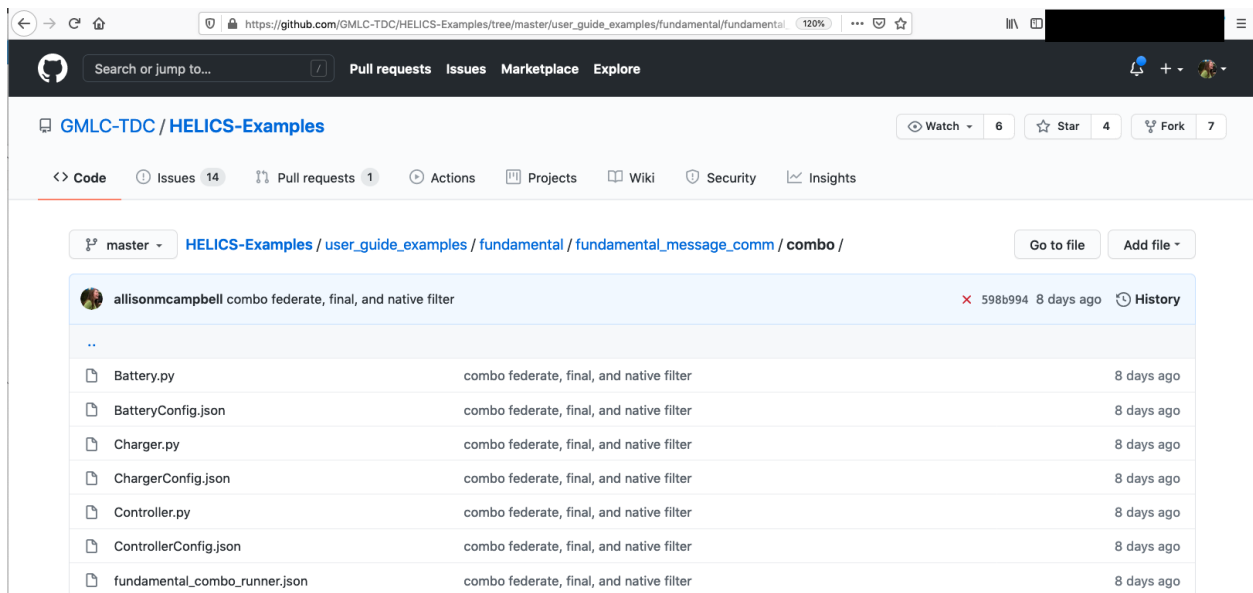 https://github.com/GMLC-TDC/HELICS-Examples/tree/master/user_guide_examples/fundamental/fundamental_ 120%
Search or jump to... / Pull requests Issues Marketplace Explore
GMLC-TDC / HELICS-Examples Watch 6 Star 4 Fork 7
<> Code Issues 14 Pull requests 1 Actions Projects Wiki Security Insights
master HELICS-Examples / user_guide_examples / fundamental / fundamental_message_comm / combo / Go to file Add file
allisonmcampbell combo federate, final, and native filter 598b994 8 days ago History
..
Battery.py combo federate, final, and native filter 8 days ago
BatteryConfig.json combo federate, final, and native filter 8 days ago
Charger.py combo federate, final, and native filter 8 days ago
ChargerConfig.json combo federate, final, and native filter 8 days ago
Controller.py combo federate, final, and native filter 8 days ago
ControllerConfig.json combo federate, final, and native filter 8 days ago
fundamental_combo_runner.json combo federate, final, and native filter 8 days ago